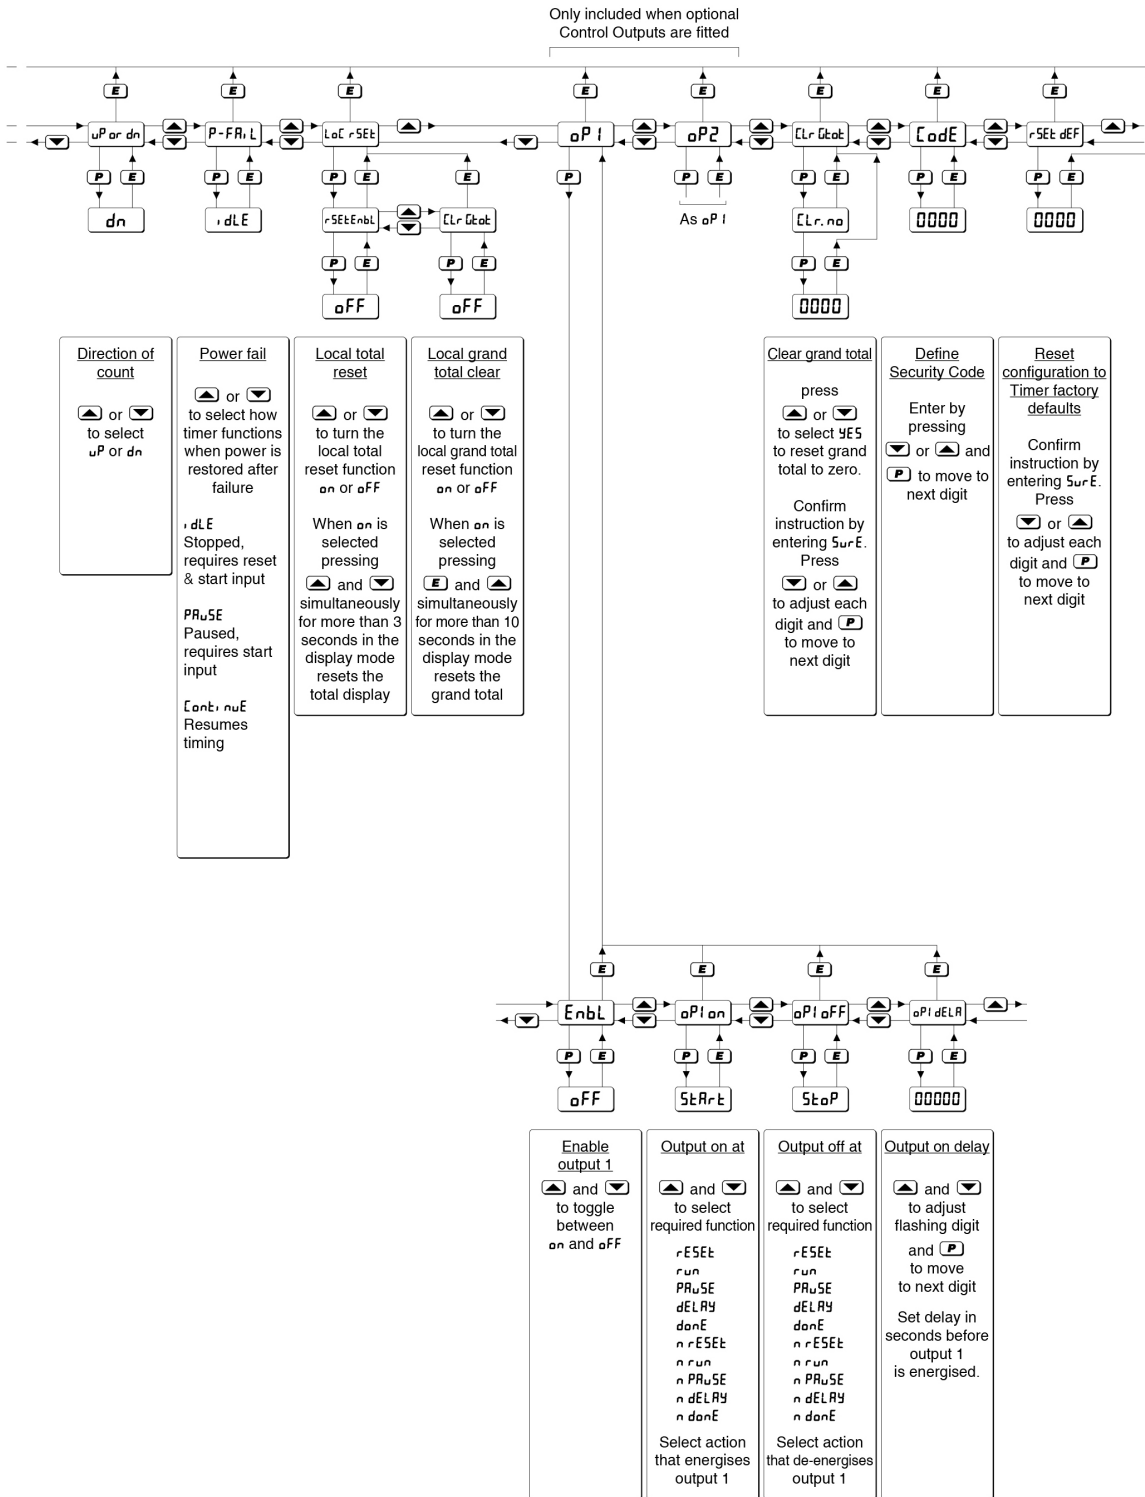 Only included when optional
Control Outputs are fitted
E E E E E E E E
uP or dn P-FAiL LoC rSEt oP1 oP2 CLr Gtot CodE rSEt dEF
P E P E P E E P P E P E P E P E
dn idLE rSEtEnbL CLr Gtot As oP1 CLr.no 0000 0000
P E P E P E
oFF oFF 0000
Direction of
count
or
to select
uP or dn
Power fail
or
to select how
timer functions
when power is
restored after
failure
idLE
Stopped,
requires reset
& start input
PAuSE
Paused,
requires start
input
ContinuE
Resumes
timing
Local total
reset
or
to turn the
local total
reset function
on or oFF
When on is
selected
pressing
and
simultaneously
for more than 3
seconds in the
display mode
resets the
total display
Local grand
total clear
or
to turn the
local grand total
reset function
on or oFF
When on is
selected
pressing
E and
simultaneously
for more than 10
seconds in the
display mode
resets the
grand total
Clear grand total
press
or
to select YES
to reset grand
total to zero.
Confirm
instruction by
entering SurE.
Press
or
to adjust each
digit and P
to move to
next digit
Define
Security Code
Enter by
pressing
or and
P to move to
next digit
Reset
configuration to
Timer factory
defaults
Confirm
instruction by
entering SurE.
Press
or
to adjust each
digit and P
to move to
next digit
E E E E
EnbL oP1 on oP1 oFF oP1 dELA
P E P E P E P E
oFF StArt StoP 00000
Enable
output 1
and
to toggle
between
on and oFF
Output on at
and
to select
required function
rESEt
run
PAuSE
dELAY
donE
n rESEt
n run
n PAuSE
n dELAY
n donE
Select action
that energises
output 1
Output off at
and
to select
required function
rESEt
run
PAuSE
dELAY
donE
n rESEt
n run
n PAuSE
n dELAY
n donE
Select action
that de-energises
output 1
Output on delay
and
to adjust
flashing digit
and P
to move
to next digit
Set delay in
seconds before
output 1
is energised.